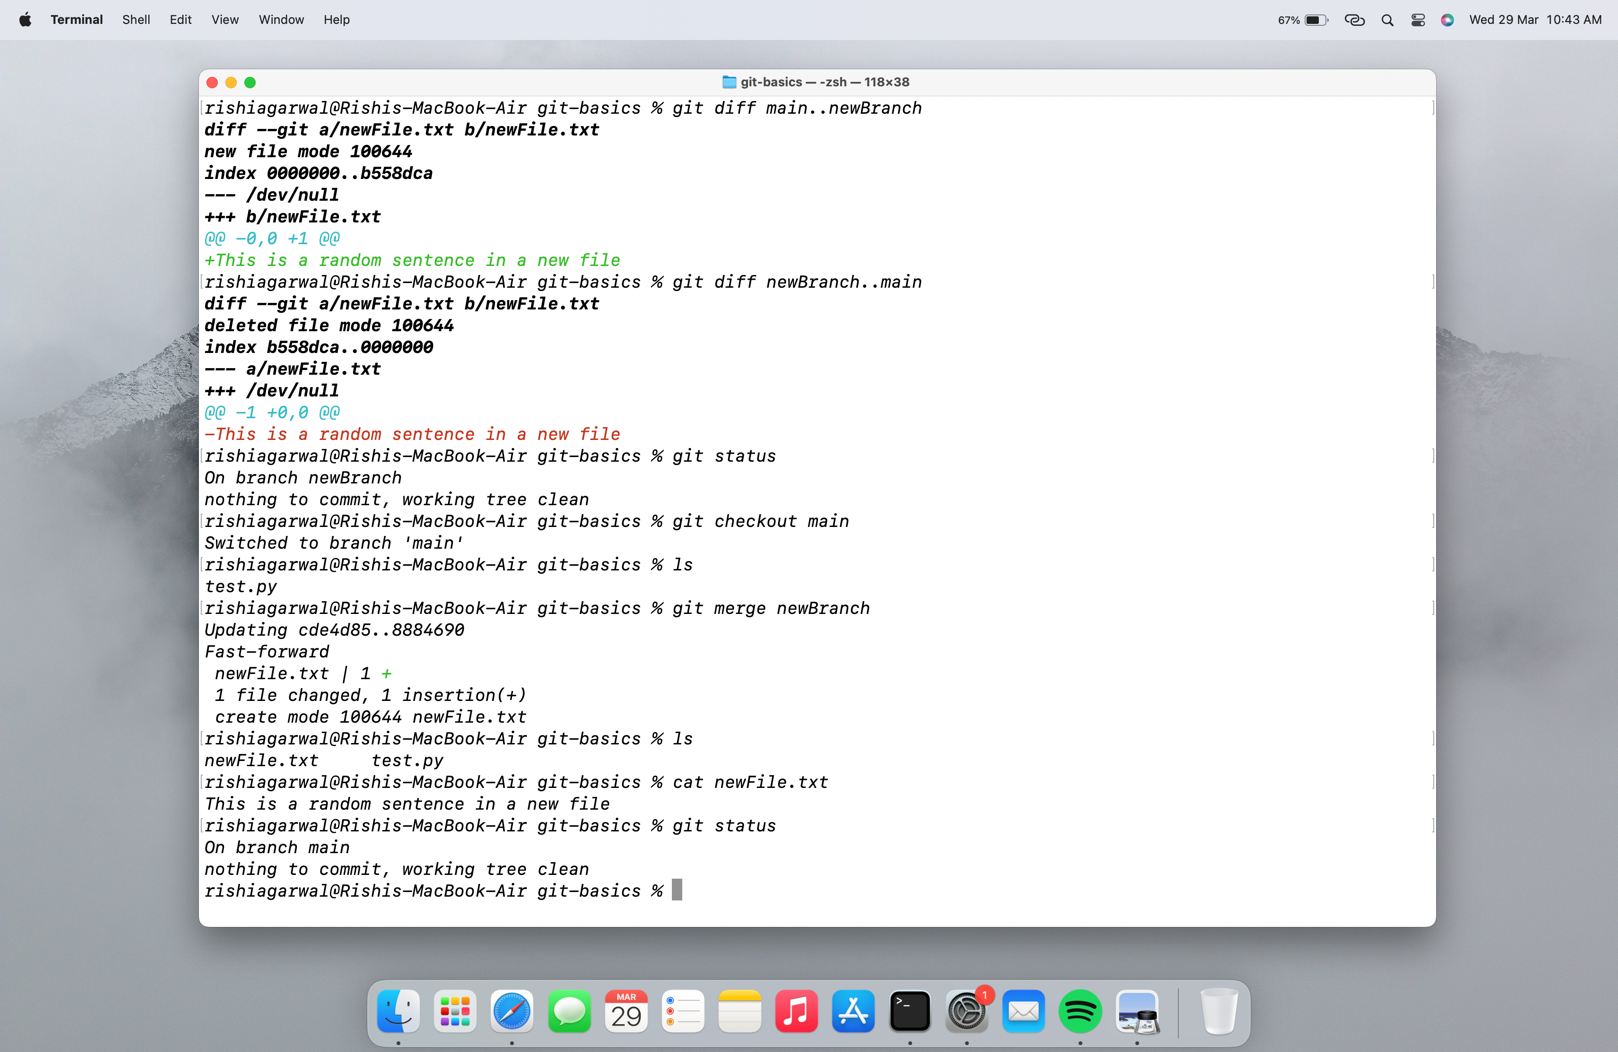 Terminal Shell Edit View Window Help 67% Wed 29 Mar 10:43 AM
git-basics — -zsh — 118×38
[rishiagarwal@Rishis-MacBook-Air git-basics % git diff main..newBranch ]
diff --git a/newFile.txt b/newFile.txt
new file mode 100644
index 0000000..b558dca
--- /dev/null
+++ b/newFile.txt
@@ -0,0 +1 @@
+This is a random sentence in a new file
[rishiagarwal@Rishis-MacBook-Air git-basics % git diff newBranch..main ]
diff --git a/newFile.txt b/newFile.txt
deleted file mode 100644
index b558dca..0000000
--- a/newFile.txt
+++ /dev/null
@@ -1 +0,0 @@
-This is a random sentence in a new file
[rishiagarwal@Rishis-MacBook-Air git-basics % git status ]
On branch newBranch
nothing to commit, working tree clean
[rishiagarwal@Rishis-MacBook-Air git-basics % git checkout main ]
Switched to branch 'main'
[rishiagarwal@Rishis-MacBook-Air git-basics % ls ]
test.py
[rishiagarwal@Rishis-MacBook-Air git-basics % git merge newBranch ]
Updating cde4d85..8884690
Fast-forward
 newFile.txt | 1 +
 1 file changed, 1 insertion(+)
 create mode 100644 newFile.txt
[rishiagarwal@Rishis-MacBook-Air git-basics % ls ]
newFile.txt     test.py
[rishiagarwal@Rishis-MacBook-Air git-basics % cat newFile.txt ]
This is a random sentence in a new file
[rishiagarwal@Rishis-MacBook-Air git-basics % git status ]
On branch main
nothing to commit, working tree clean
rishiagarwal@Rishis-MacBook-Air git-basics %
MAR
29
>_
1